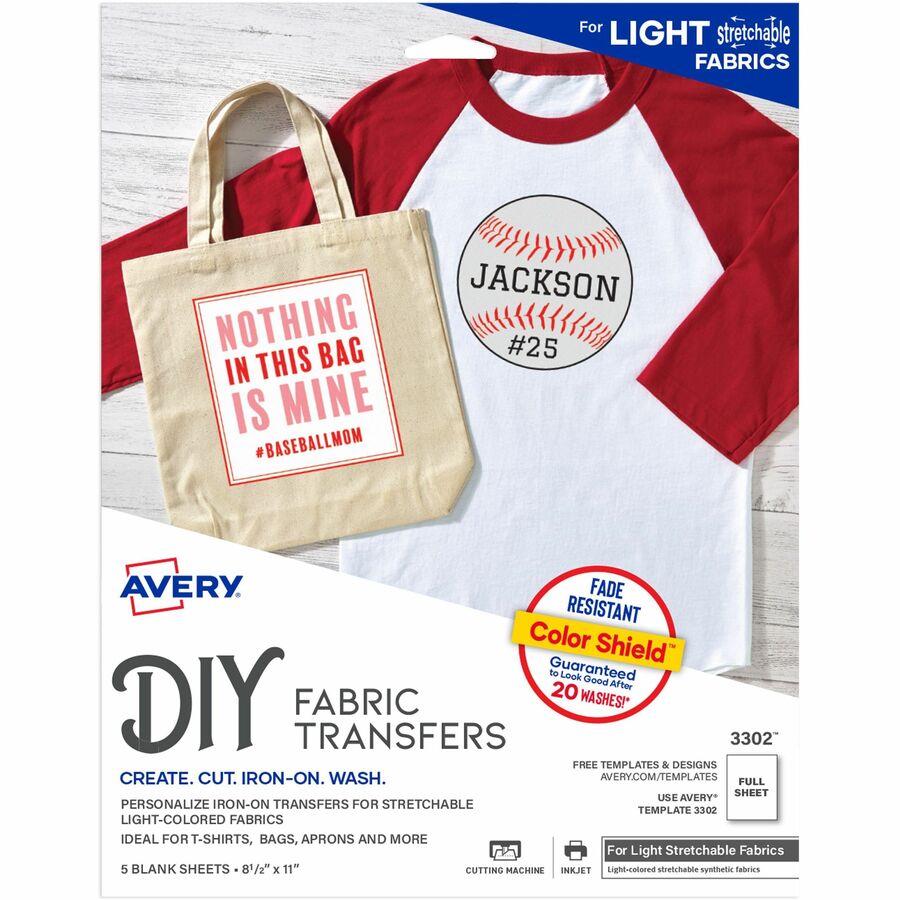 For LIGHT stretchable
FABRICS
NOTHING
IN THIS BAG
IS MINE
#BASEBALLMOM
JACKSON
#25
AVERY®
FADE
RESISTANT
Color Shield™
Guaranteed
to Look Good After
20 WASHES!*
DIY FABRIC
TRANSFERS
CREATE. CUT. IRON-ON. WASH.
PERSONALIZE IRON-ON TRANSFERS FOR STRETCHABLE
LIGHT-COLORED FABRICS
IDEAL FOR T-SHIRTS, BAGS, APRONS AND MORE
5 BLANK SHEETS • 8½" x 11"
3302™
FREE TEMPLATES & DESIGNS
AVERY.COM/TEMPLATES
USE AVERY®
TEMPLATE 3302
FULL
SHEET
CUTTING MACHINE
INKJET
For Light Stretchable Fabrics
Light-colored stretchable synthetic fabrics